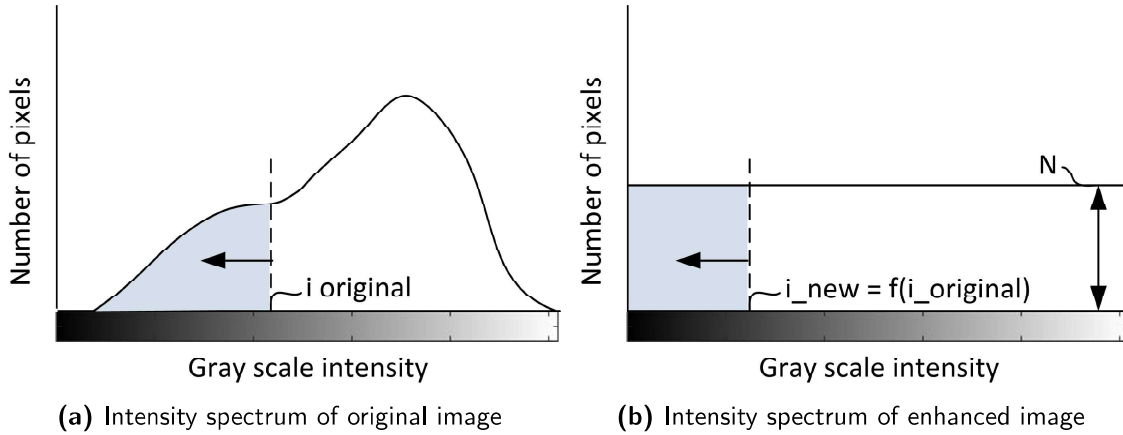 Number of pixels
i original
Gray scale intensity
(a) Intensity spectrum of original image
Number of pixels
N
i_new = f(i_original)
Gray scale intensity
(b) Intensity spectrum of enhanced image